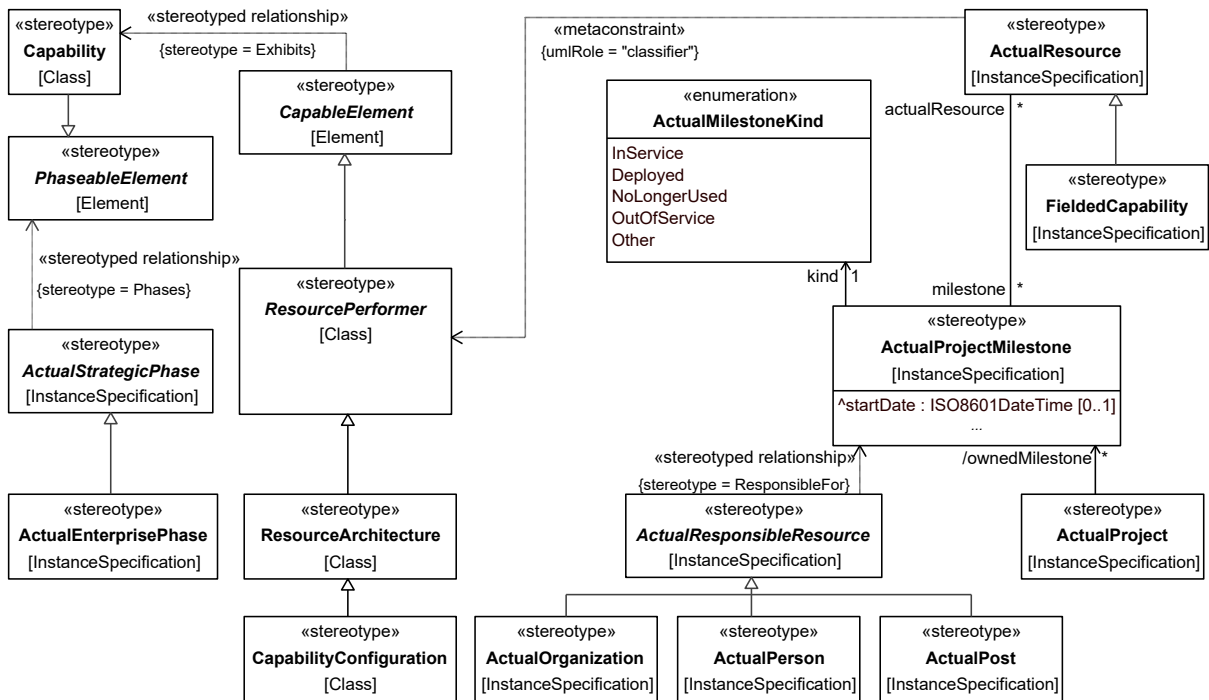 «stereotype»
Capability
[Class]
«stereotyped relationship»
{stereotype = Exhibits}
«stereotype»
CapableElement
[Element]
«stereotype»
PhaseableElement
[Element]
«stereotyped relationship»
{stereotype = Phases}
«stereotype»
ActualStrategicPhase
[InstanceSpecification]
«stereotype»
ActualEnterprisePhase
[InstanceSpecification]
«stereotype»
ResourcePerformer
[Class]
«stereotype»
ResourceArchitecture
[Class]
«stereotype»
CapabilityConfiguration
[Class]
«metaconstraint»
{umlRole = "classifier"}
«stereotype»
ActualResource
[InstanceSpecification]
«enumeration»
ActualMilestoneKind
InService
Deployed
NoLongerUsed
OutOfService
Other
actualResource *
«stereotype»
FieldedCapability
[InstanceSpecification]
kind 1
milestone *
«stereotype»
ActualProjectMilestone
[InstanceSpecification]
^startDate : ISO8601DateTime [0..1]
...
«stereotyped relationship»
{stereotype = ResponsibleFor}
/ownedMilestone *
«stereotype»
ActualResponsibleResource
[InstanceSpecification]
«stereotype»
ActualProject
[InstanceSpecification]
«stereotype»
ActualOrganization
[InstanceSpecification]
«stereotype»
ActualPerson
[InstanceSpecification]
«stereotype»
ActualPost
[InstanceSpecification]